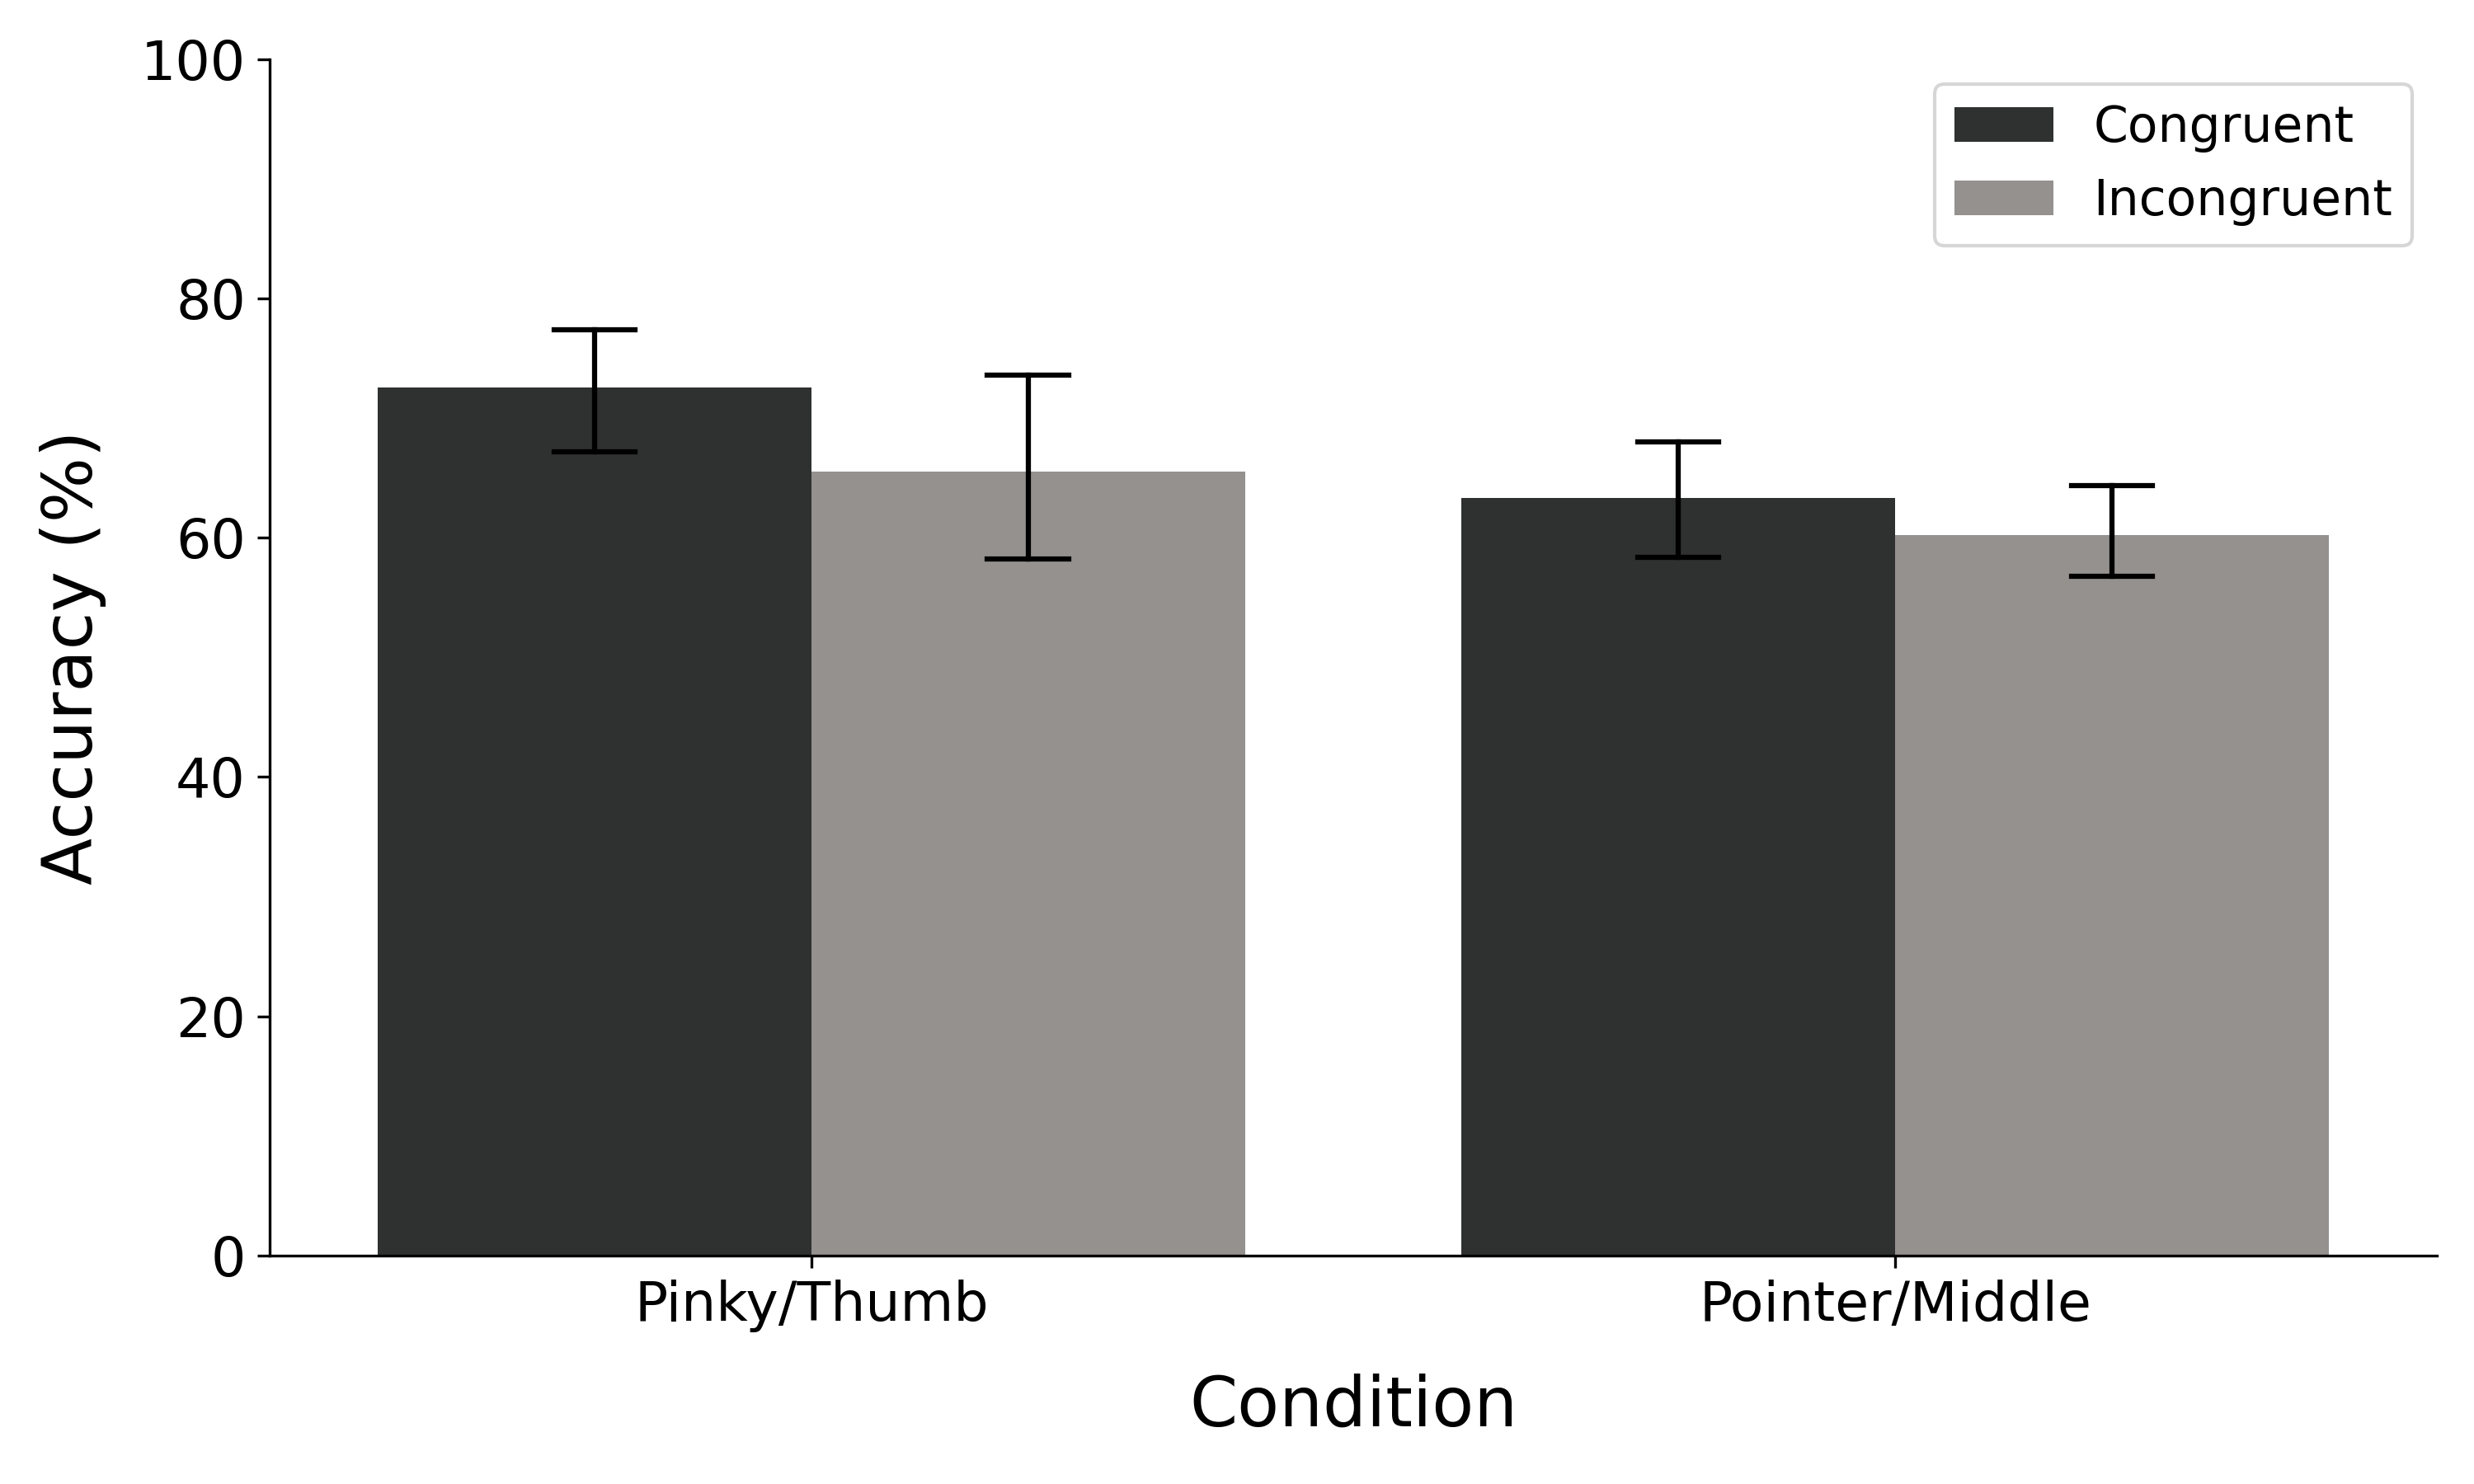 100
80
60
40
20
0
Accuracy (%)
Congruent
Incongruent
Pinky/Thumb
Pointer/Middle
Condition